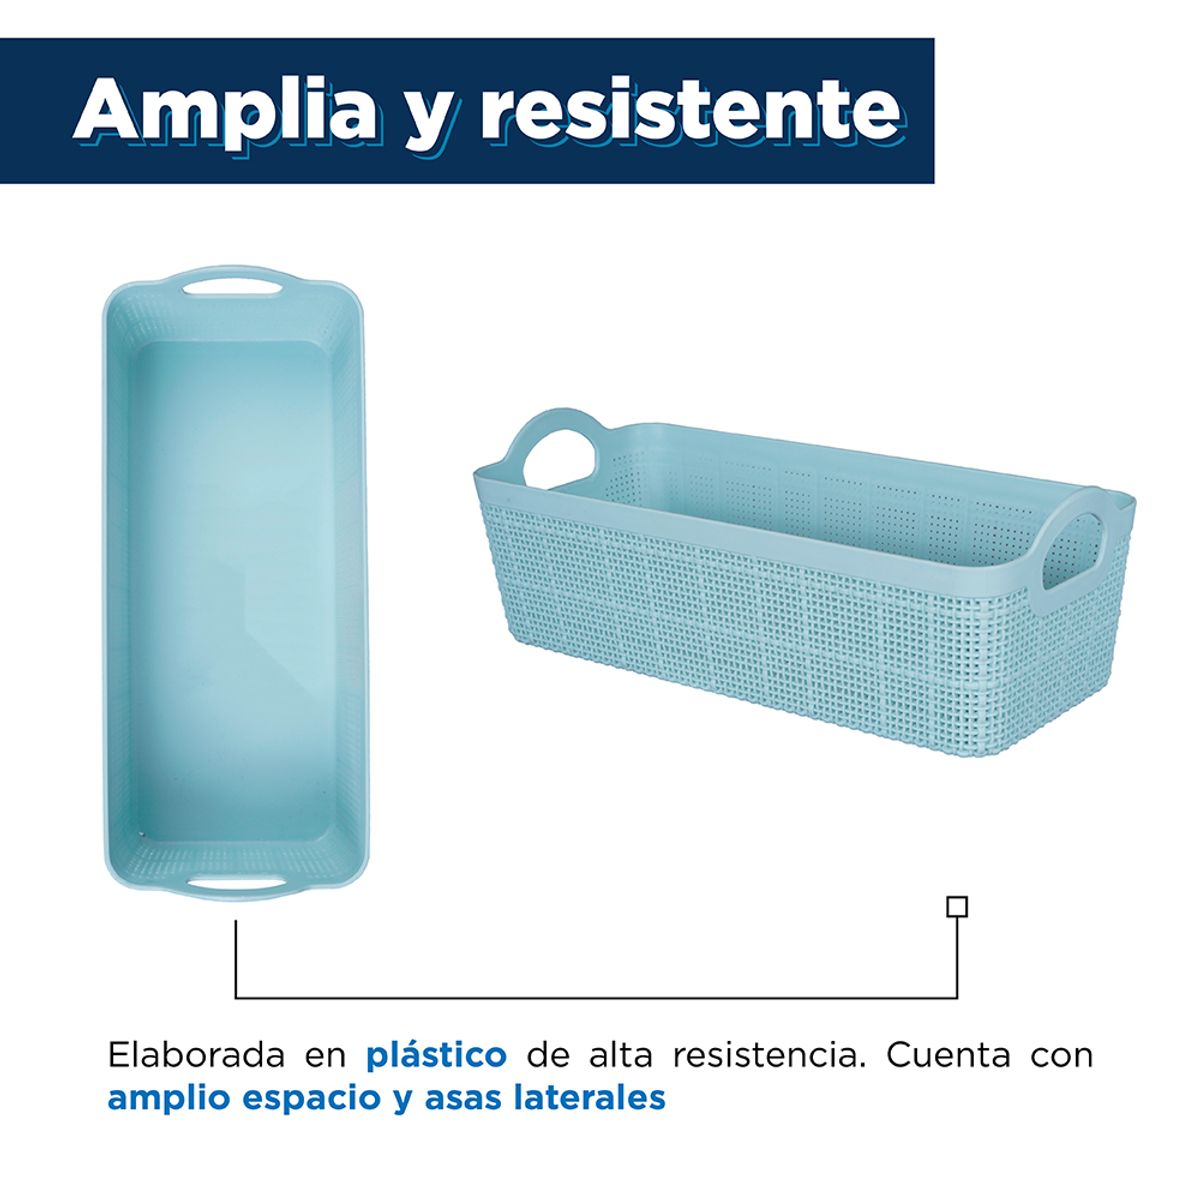 Amplia y resistente
Elaborada en plástico de alta resistencia. Cuenta con
amplio espacio y asas laterales